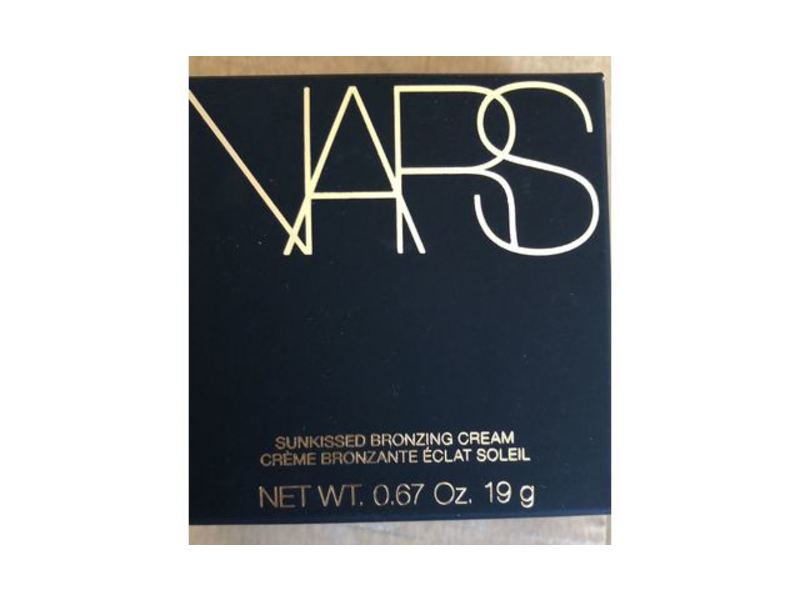 NARS
SUNKISSED BRONZING CREAM
CRÈME BRONZANTE ÉCLAT SOLEIL
NET WT. 0.67 Oz. 19 g